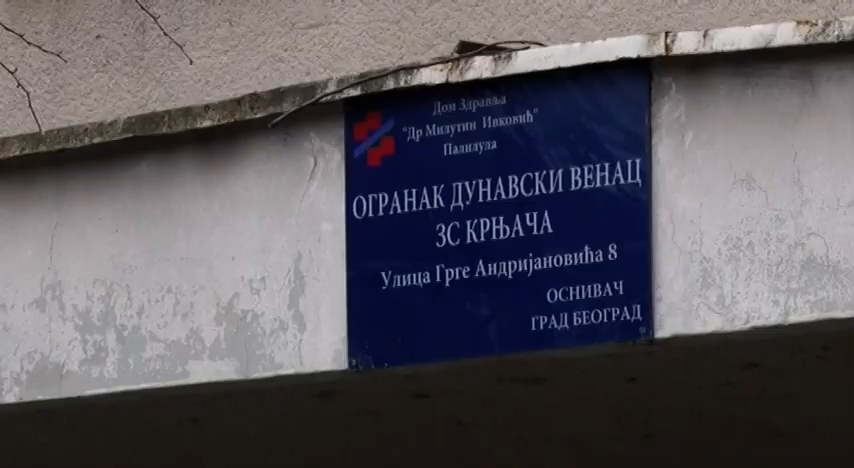 Дом Здравља
"Др Милутин Ивковић"
Палилула
ОГРАНАК ДУНАВСКИ ВЕНАЦ
ЗС КРЊАЧА
Улица Грге Андријановића 8
ОСНИВАЧ
ГРАД БЕОГРАД